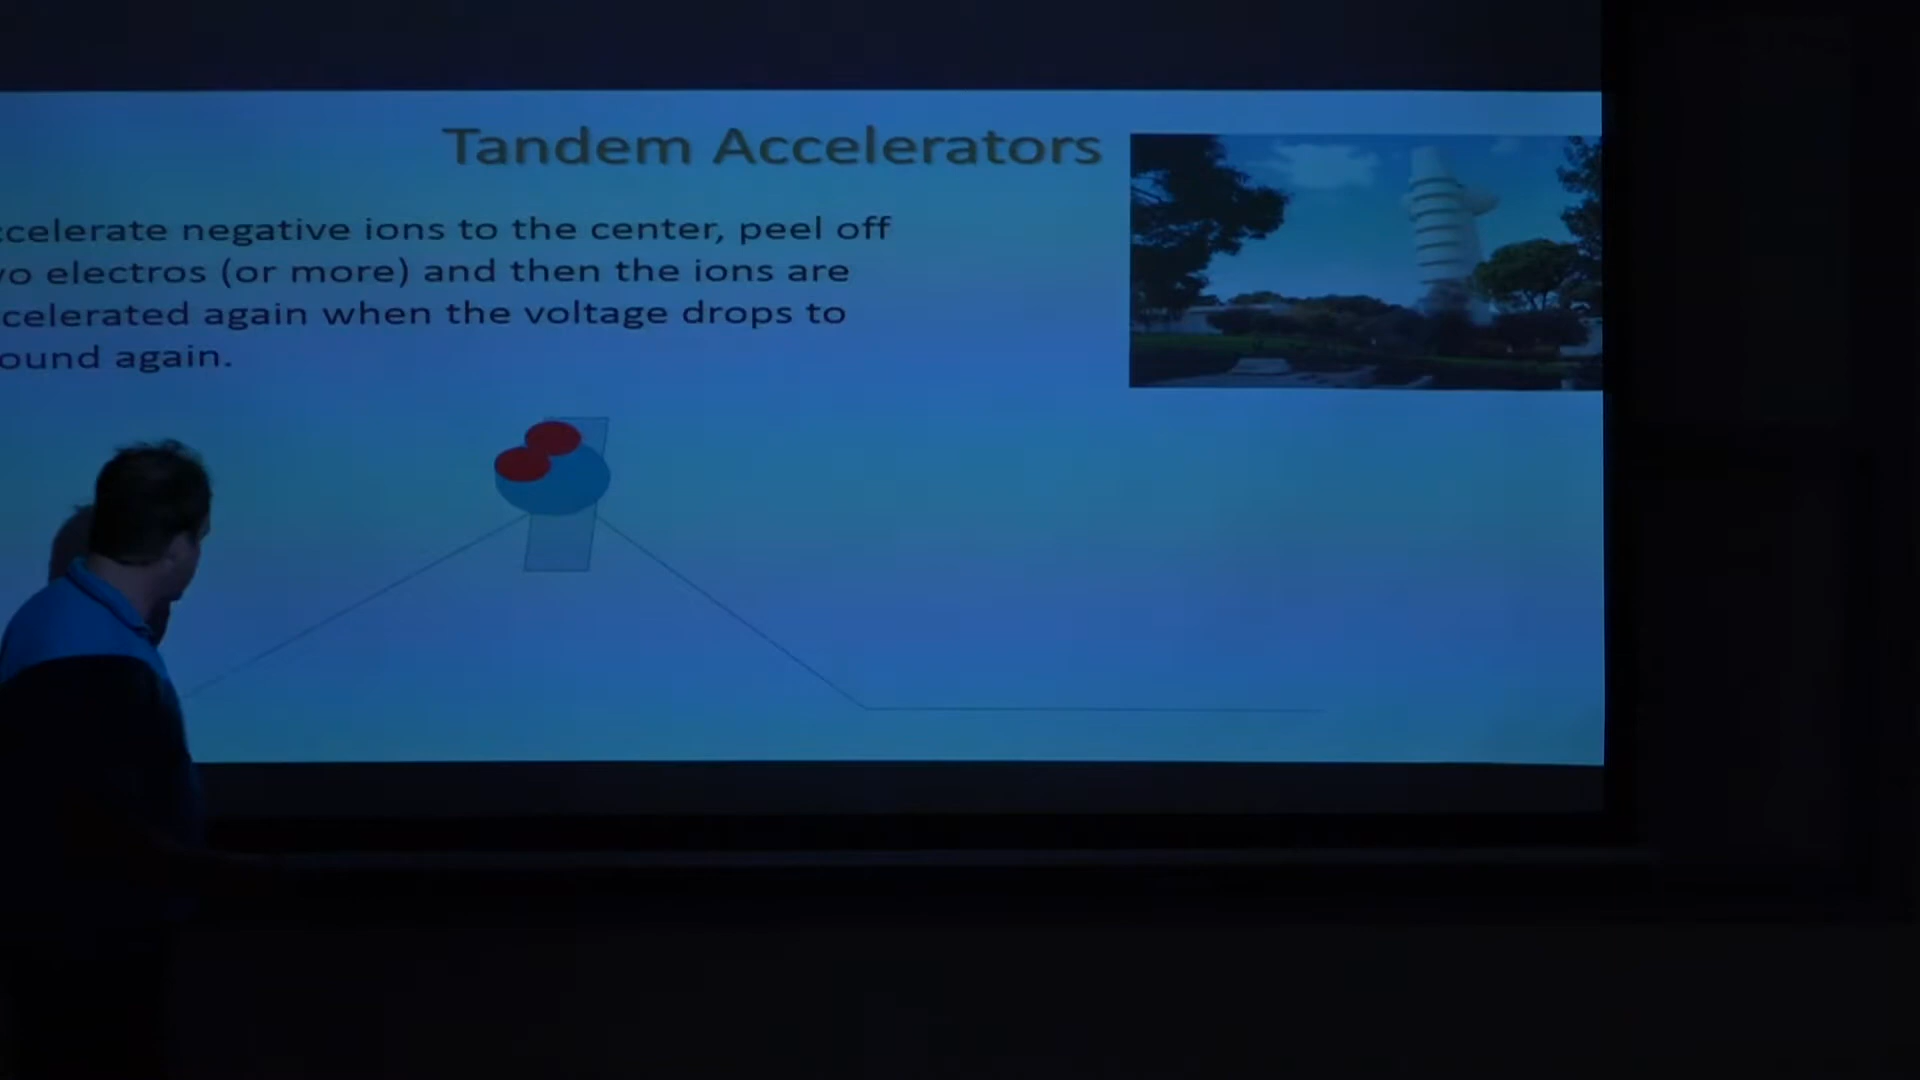 Tandem Accelerators
ccelerate negative ions to the center, peel off
vo electros (or more) and then the ions are
celerated again when the voltage drops to
ound again.